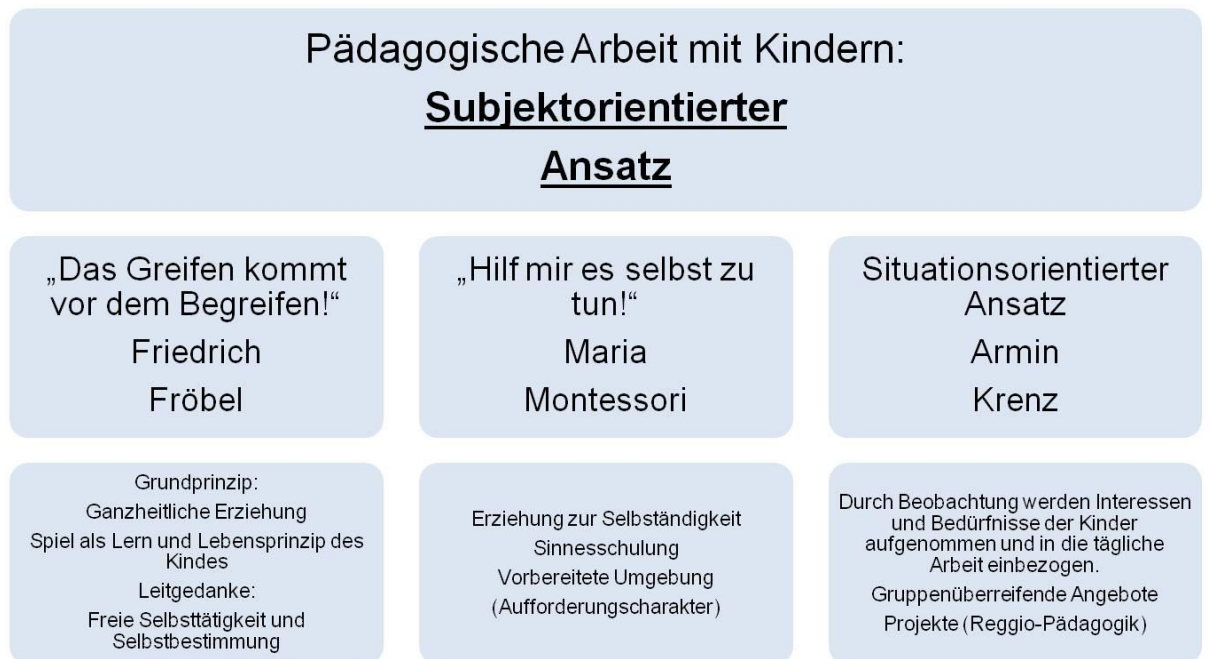 Pädagogische Arbeit mit Kindern:
Subjektorientierter
Ansatz
„Das Greifen kommt
vor dem Begreifen!“
Friedrich
Fröbel
„Hilf mir es selbst zu
tun!“
Maria
Montessori
Situationsorientierter
Ansatz
Armin
Krenz
Grundprinzip:
Ganzheitliche Erziehung
Spiel als Lern und Lebensprinzip des
Kindes
Leitgedanke:
Freie Selbsttätigkeit und
Selbstbestimmung
Erziehung zur Selbständigkeit
Sinnesschulung
Vorbereitete Umgebung
(Aufforderungscharakter)
Durch Beobachtung werden Interessen
und Bedürfnisse der Kinder
aufgenommen und in die tägliche
Arbeit einbezogen.
Gruppenüberreifende Angebote
Projekte (Reggio-Pädagogik)